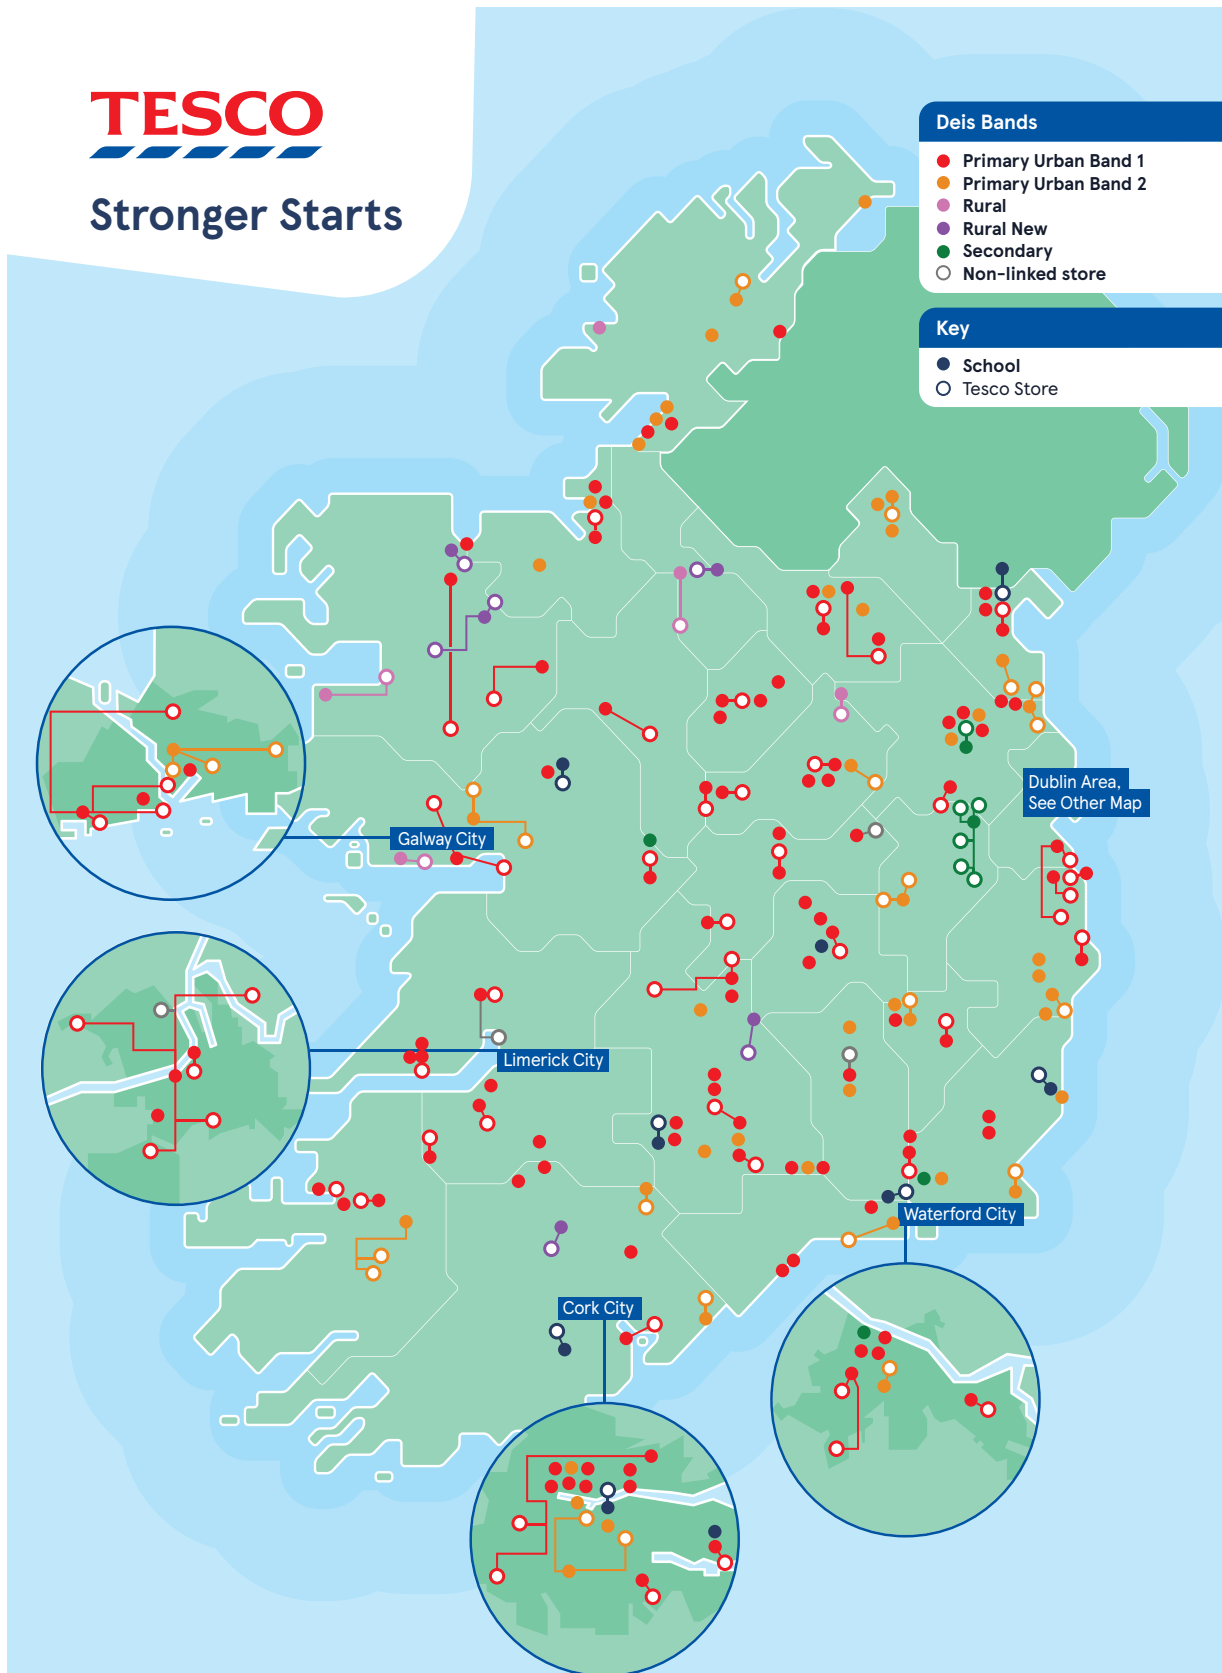 TESCO
Stronger Starts
Deis Bands
Primary Urban Band 1
Primary Urban Band 2
Rural
Rural New
Secondary
Non-linked store
Key
School
Tesco Store
Dublin Area,
See Other Map
Galway City
Limerick City
Waterford City
Cork City